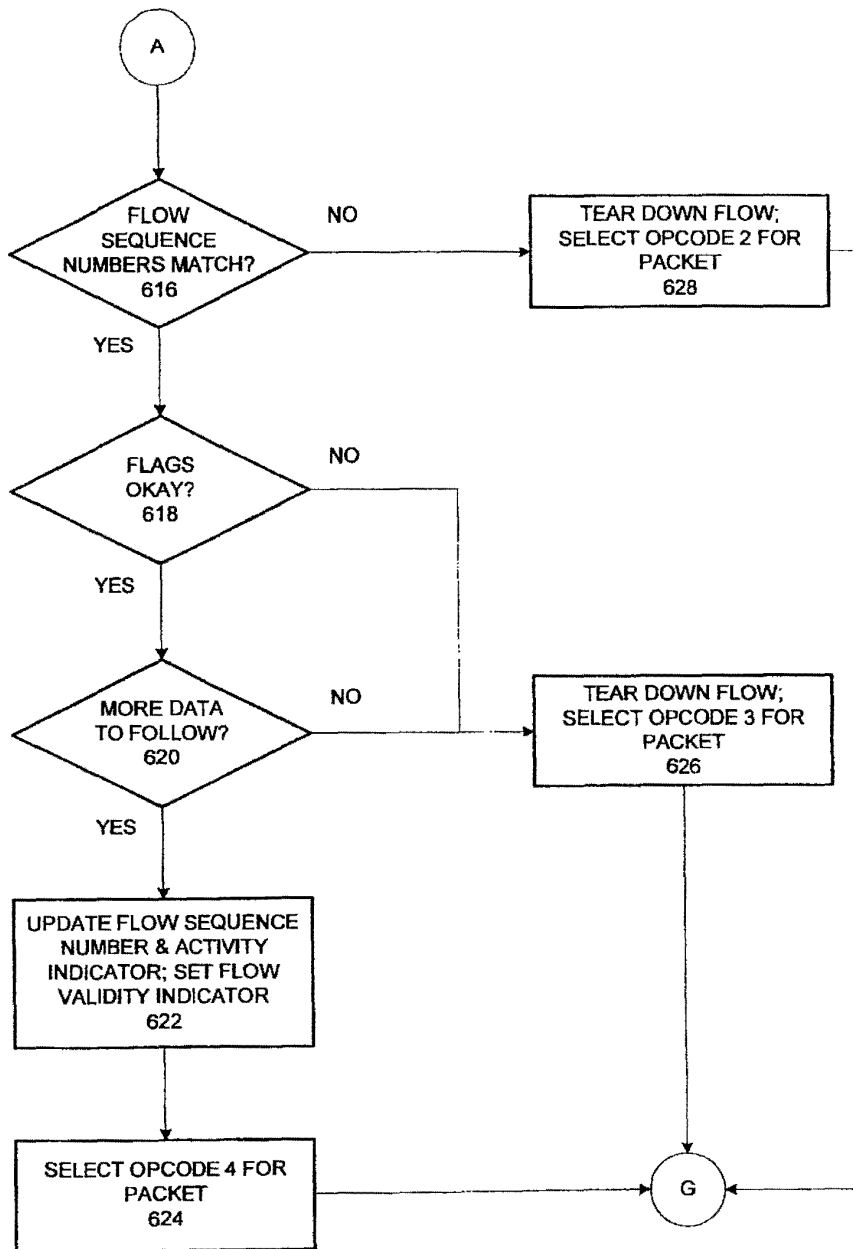 A
FLOW
SEQUENCE
NUMBERS MATCH?
616
NO
YES
TEAR DOWN FLOW;
SELECT OPCODE 2 FOR
PACKET
628
FLAGS
OKAY?
618
NO
YES
MORE DATA
TO FOLLOW?
620
NO
YES
TEAR DOWN FLOW;
SELECT OPCODE 3 FOR
PACKET
626
UPDATE FLOW SEQUENCE
NUMBER & ACTIVITY
INDICATOR; SET FLOW
VALIDITY INDICATOR
622
SELECT OPCODE 4 FOR
PACKET
624
G